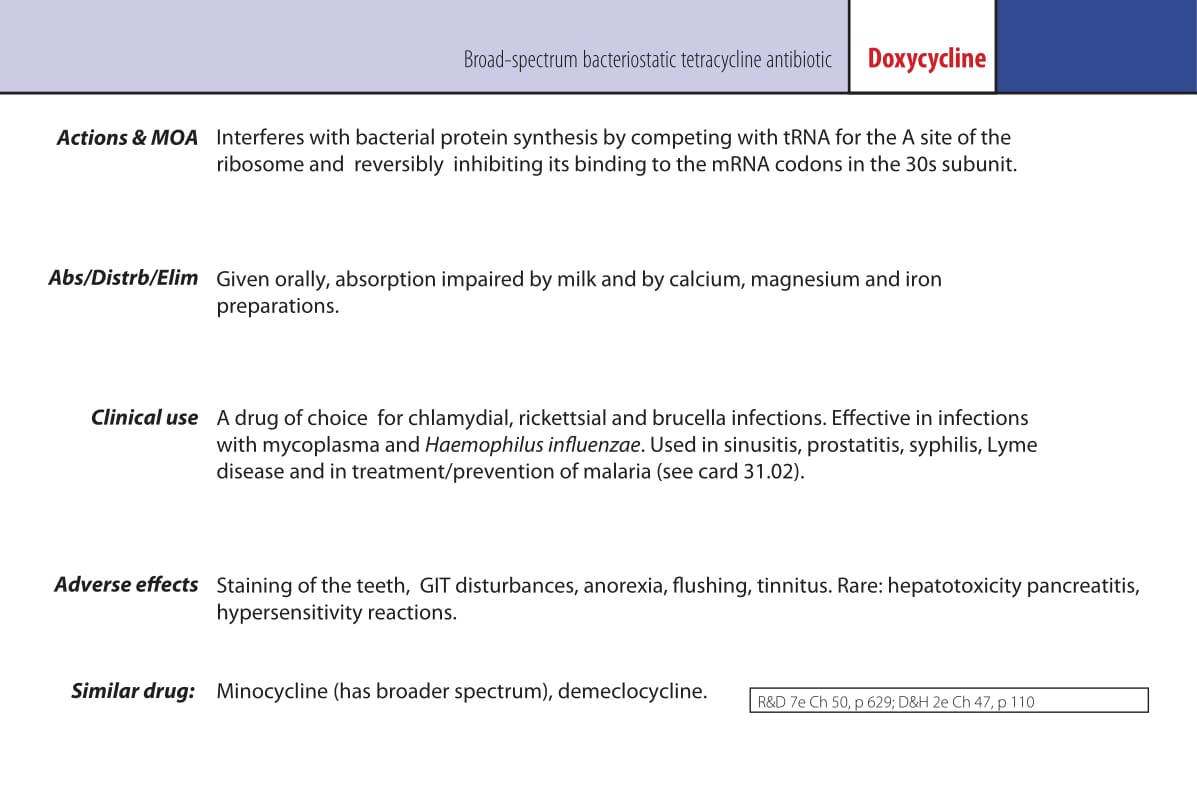 Broad-spectrum bacteriostatic tetracycline antibiotic Doxycycline
Actions & MOA Interferes with bacterial protein synthesis by competing with tRNA for the A site of the
ribosome and reversibly inhibiting its binding to the mRNA codons in the 30s subunit.
Abs/Distrb/Elim Given orally, absorption impaired by milk and by calcium, magnesium and iron
preparations.
Clinical use A drug of choice for chlamydial, rickettsial and brucella infections. Effective in infections
with mycoplasma and Haemophilus influenzae. Used in sinusitis, prostatitis, syphilis, Lyme
disease and in treatment/prevention of malaria (see card 31.02).
Adverse effects Staining of the teeth, GIT disturbances, anorexia, flushing, tinnitus. Rare: hepatotoxicity pancreatitis,
hypersensitivity reactions.
Similar drug: Minocycline (has broader spectrum), demeclocycline.
R&D 7e Ch 50, p 629; D&H 2e Ch 47, p 110